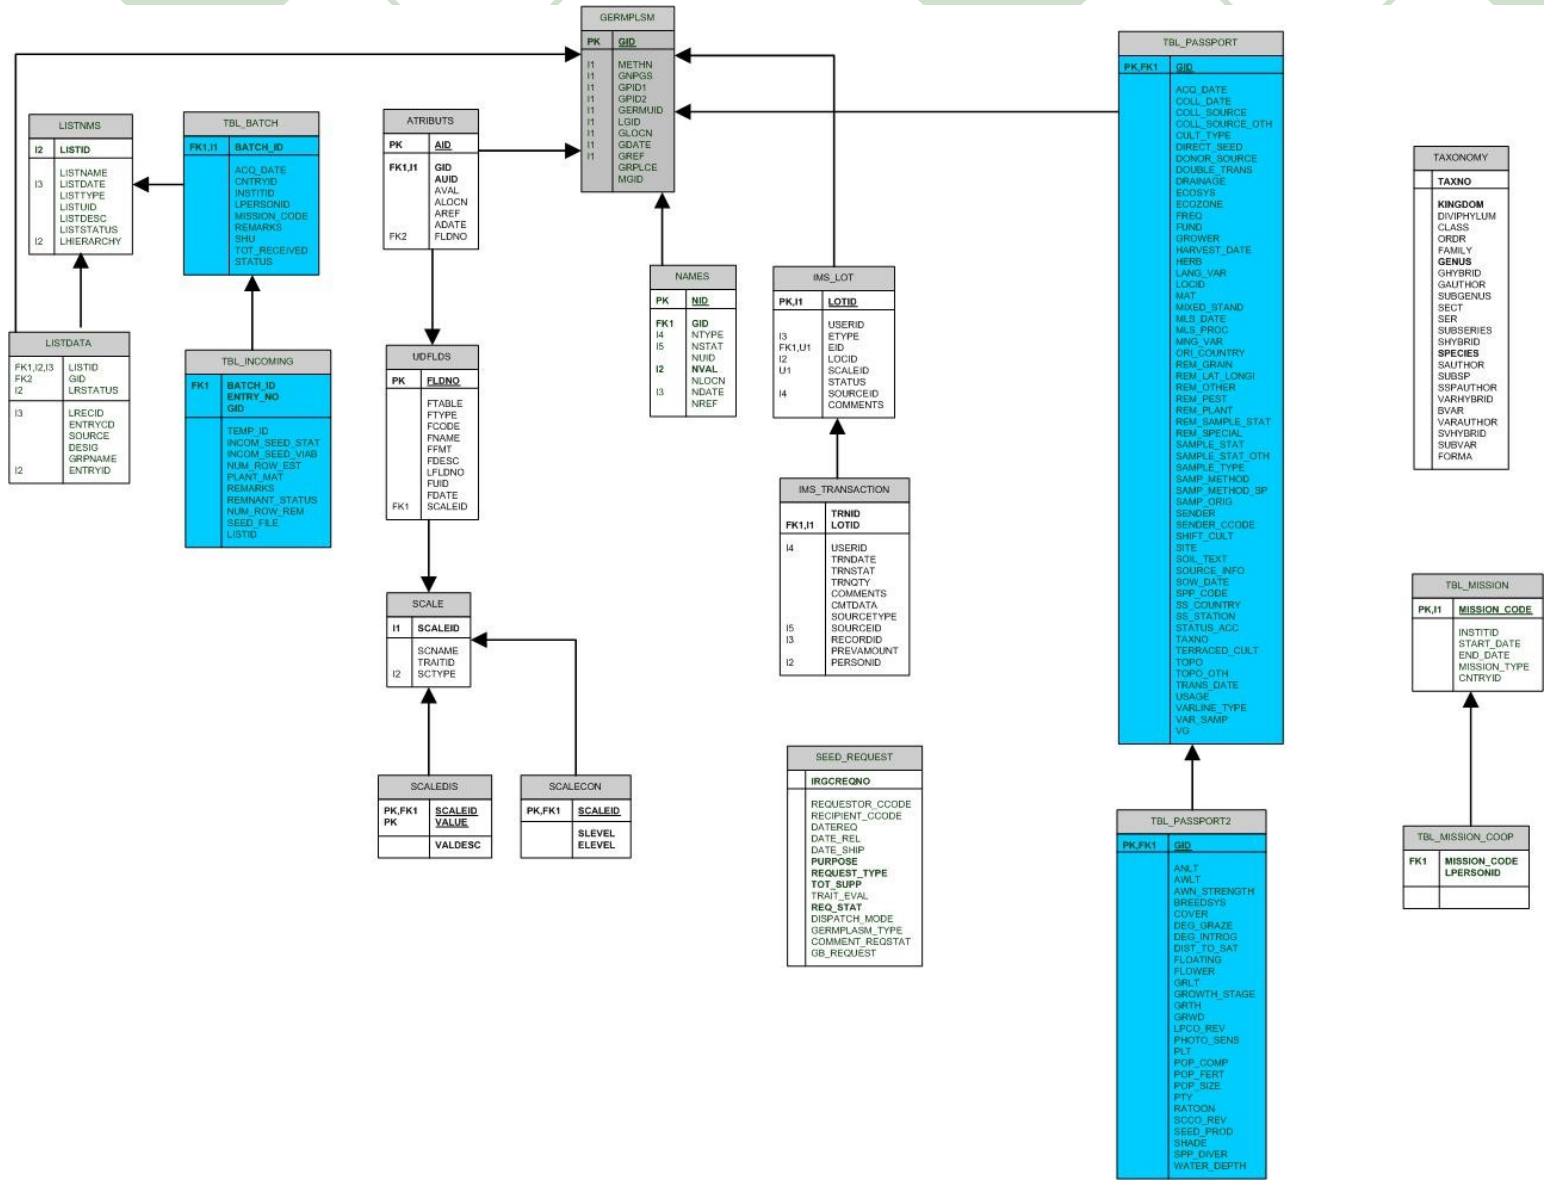 GERMPLSM
PK GID
I1 METHN
I1 GNPGS
I1 GPID1
I1 GPID2
I1 GERMUID
I1 LGID
I1 GLOCN
I1 GDATE
I1 GREF
GRPLCE
MGID
LISTNMS
I2 LISTID
LISTNAME
I3 LISTDATE
LISTTYPE
LISTUID
LISTDESC
LISTSTATUS
I2 LHIERARCHY
TBL_BATCH
FK1,I1 BATCH_ID
ACQ_DATE
CNTRYID
INSTITID
LPERSONID
MISSION_CODE
REMARKS
SHU
TOT_RECEIVED
STATUS
ATRIBUTS
PK AID
FK1,I1 GID
AUID
AVAL
ALOCN
AREF
ADATE
FK2 FLDNO
NAMES
PK NID
FK1 GID
I4 NTYPE
I5 NSTAT
NUID
I2 NVAL
NLOCN
I3 NDATE
NREF
IMS_LOT
PK,I1 LOTID
USERID
I3 ETYPE
FK1,U1 EID
I2 LOCID
U1 SCALEID
STATUS
I4 SOURCEID
COMMENTS
LISTDATA
FK1,I2,I3 LISTID
FK2 GID
I2 LRSTATUS
I3 LRECID
ENTRYCD
SOURCE
DESIG
GRPNAME
I2 ENTRYID
TBL_INCOMING
FK1 BATCH_ID
ENTRY_NO
GID
TEMP_ID
INCOM_SEED_STAT
INCOM_SEED_VIAB
NUM_ROW_EST
PLANT_MAT
REMARKS
REMNANT_STATUS
NUM_ROW_REM
SEED_FILE
LISTID
UDFLDS
PK FLDNO
FTABLE
FTYPE
FCODE
FNAME
FFMT
FDESC
LFLDNO
FUID
FDATE
FK1 SCALEID
SCALE
I1 SCALEID
SCNAME
TRAITID
I2 SCTYPE
SCALEDIS
PK,FK1 SCALEID
PK VALUE
VALDESC
SCALECON
PK,FK1 SCALEID
SLEVEL
ELEVEL
IMS_TRANSACTION
TRNID
FK1,I1 LOTID
I4 USERID
TRNDATE
TRNSTAT
TRNQTY
COMMENTS
CMTDATA
SOURCETYPE
I5 SOURCEID
I3 RECORDID
PREVAMOUNT
I2 PERSONID
SEED_REQUEST
IRGCREQNO
REQUESTOR_CCODE
RECIPIENT_CCODE
DATEREQ
DATE_REL
DATE_SHIP
PURPOSE
REQUEST_TYPE
TOT_SUPP
TRAIT_EVAL
REQ_STAT
DISPATCH_MODE
GERMPLASM_TYPE
COMMENT_REQSTAT
GB_REQUEST
TBL_PASSPORT
PK,FK1 GID
ACQ_DATE
COLL_DATE
COLL_SOURCE
COLL_SOURCE_OTH
CULT_TYPE
DIRECT_SEED
DONOR_SOURCE
DOUBLE_TRANS
DRAINAGE
ECOSYS
ECOZONE
FREQ
FUND
GROWER
HARVEST_DATE
HERB
LANG_VAR
LOCID
MAT
MIXED_STAND
MLS_DATE
MLS_PROC
MNG_VAR
ORI_COUNTRY
REM_GRAIN
REM_LAT_LONGI
REM_OTHER
REM_PEST
REM_PLANT
REM_SAMPLE_STAT
REM_SPECIAL
SAMPLE_STAT
SAMPLE_STAT_OTH
SAMPLE_TYPE
SAMP_METHOD
SAMP_METHOD_SP
SAMP_ORIG
SENDER
SENDER_CCODE
SHIFT_CULT
SITE
SOIL_TEXT
SOURCE_INFO
SOW_DATE
SPP_CODE
SS_COUNTRY
SS_STATION
STATUS_ACC
TAXNO
TERRACED_CULT
TOPO
TOPO_OTH
TRANS_DATE
USAGE
VARLINE_TYPE
VAR_SAMP
VG
TBL_PASSPORT2
PK,FK1 GID
ANLT
AWLT
AWN_STRENGTH
BREEDSYS
COVER
DEG_GRAZE
DEG_INTROG
DIST_TO_SAT
FLOATING
FLOWER
GRLT
GROWTH_STAGE
GRTH
GRWD
LPCO_REV
PHOTO_SENS
PLT
POP_COMP
POP_FERT
POP_SIZE
PTY
RATOON
SCCO_REV
SEED_PROD
SHADE
SPP_DIVER
WATER_DEPTH
TAXONOMY
TAXNO
KINGDOM
DIVIPHYLUM
CLASS
ORDR
FAMILY
GENUS
GHYBRID
GAUTHOR
SUBGENUS
SECT
SER
SUBSERIES
SHYBRID
SPECIES
SAUTHOR
SUBSP
SSPAUTHOR
VARHYBRID
BVAR
VARAUTHOR
SVHYBRID
SUBVAR
FORMA
TBL_MISSION
PK,I1 MISSION_CODE
INSTITID
START_DATE
END_DATE
MISSION_TYPE
CNTRYID
TBL_MISSION_COOP
FK1 MISSION_CODE
LPERSONID